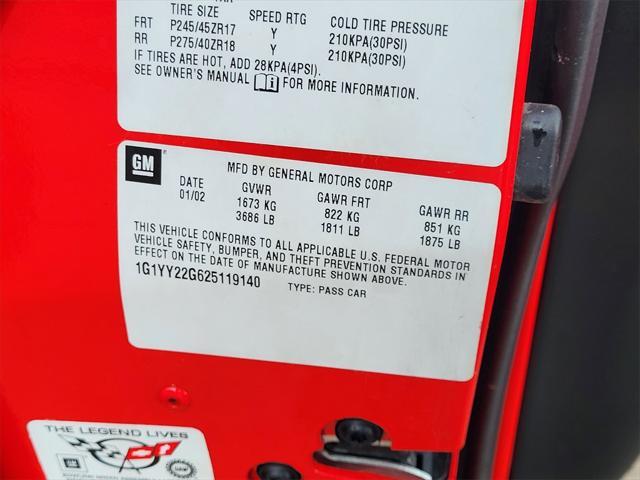 TIRE SIZE SPEED RTG COLD TIRE PRESSURE
FRT P245/45ZR17 Y 210KPA(30PSI)
RR P275/40ZR18 Y 210KPA(30PSI)
IF TIRES ARE HOT, ADD 28KPA(4PSI).
SEE OWNER'S MANUAL FOR MORE INFORMATION.
GM
MFD BY GENERAL MOTORS CORP
DATE GVWR GAWR FRT GAWR RR
01/02 1673 KG 822 KG 851 KG
3686 LB 1811 LB 1875 LB
THIS VEHICLE CONFORMS TO ALL APPLICABLE U.S. FEDERAL MOTOR
VEHICLE SAFETY, BUMPER, AND THEFT PREVENTION STANDARDS IN
EFFECT ON THE DATE OF MANUFACTURE SHOWN ABOVE.
1G1YY22G625119140 TYPE: PASS CAR
THE LEGEND LIVES
GM